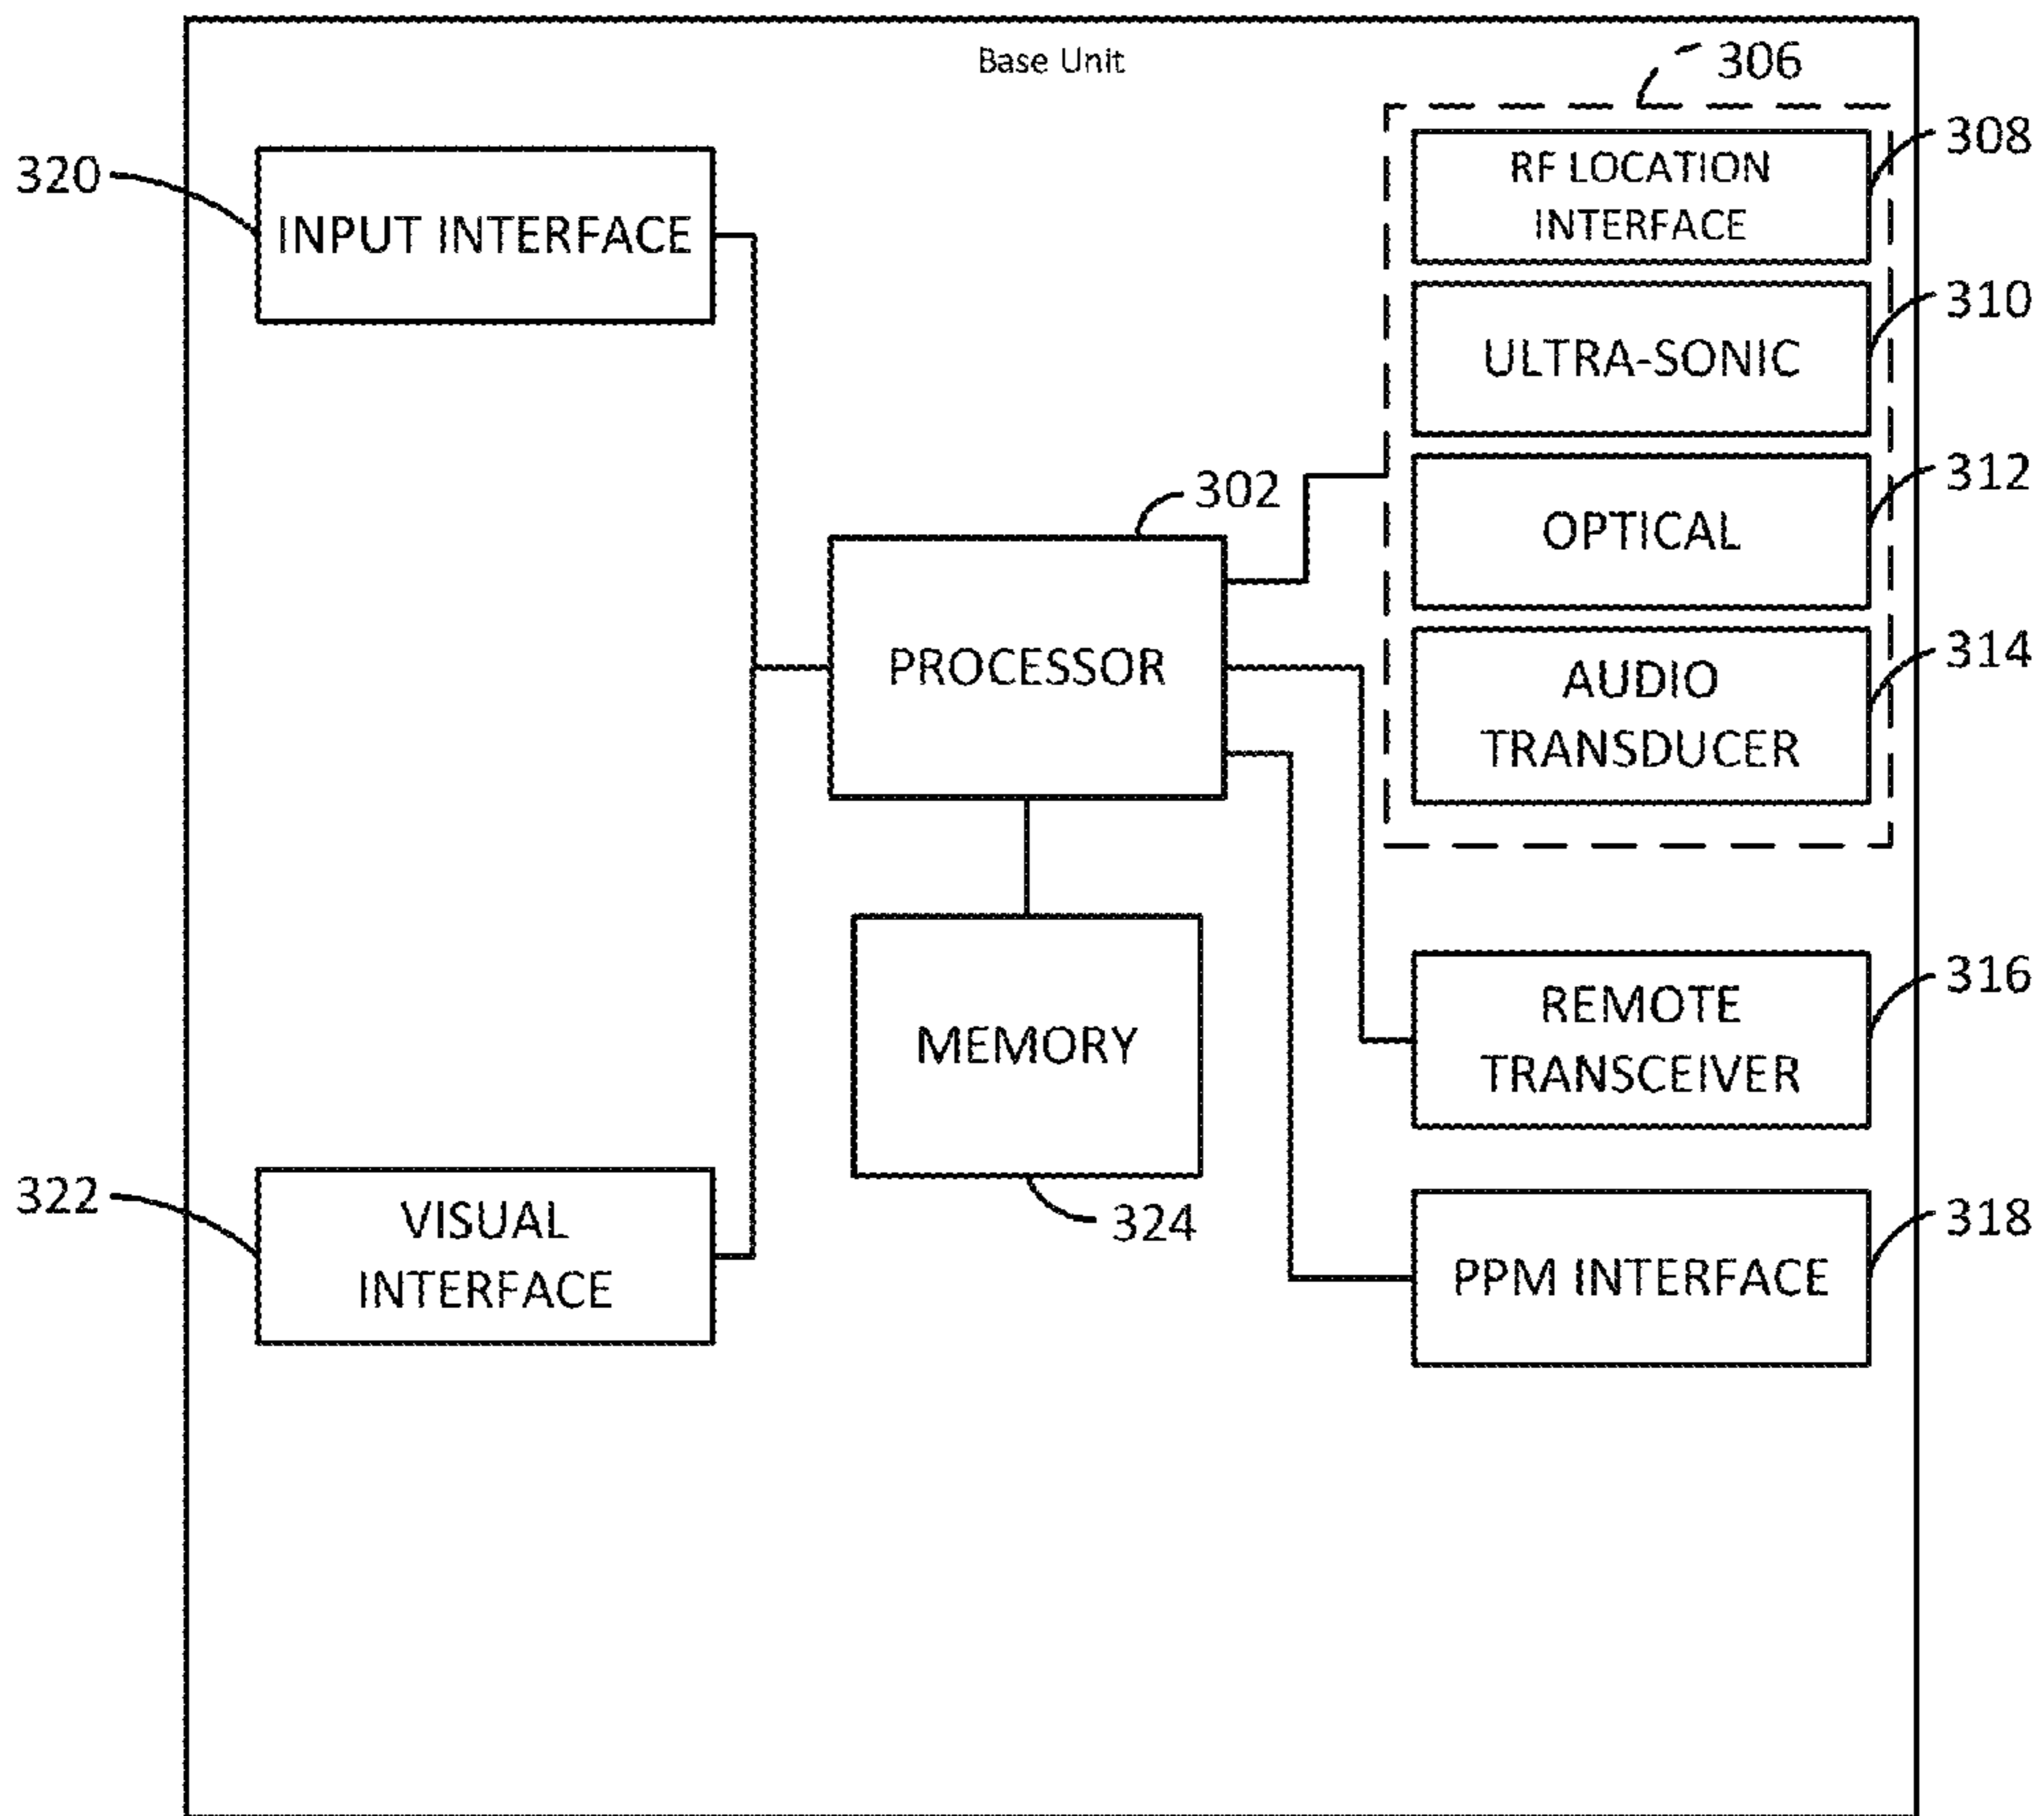 Base Unit
306
308
RF LOCATION
INTERFACE
320
INPUT INTERFACE
310
ULTRA-SONIC
312
302
OPTICAL
314
PROCESSOR
AUDIO
TRANSDUCER
316
REMOTE
TRANSCEIVER
MEMORY
322
VISUAL
INTERFACE
324
318
PPM INTERFACE